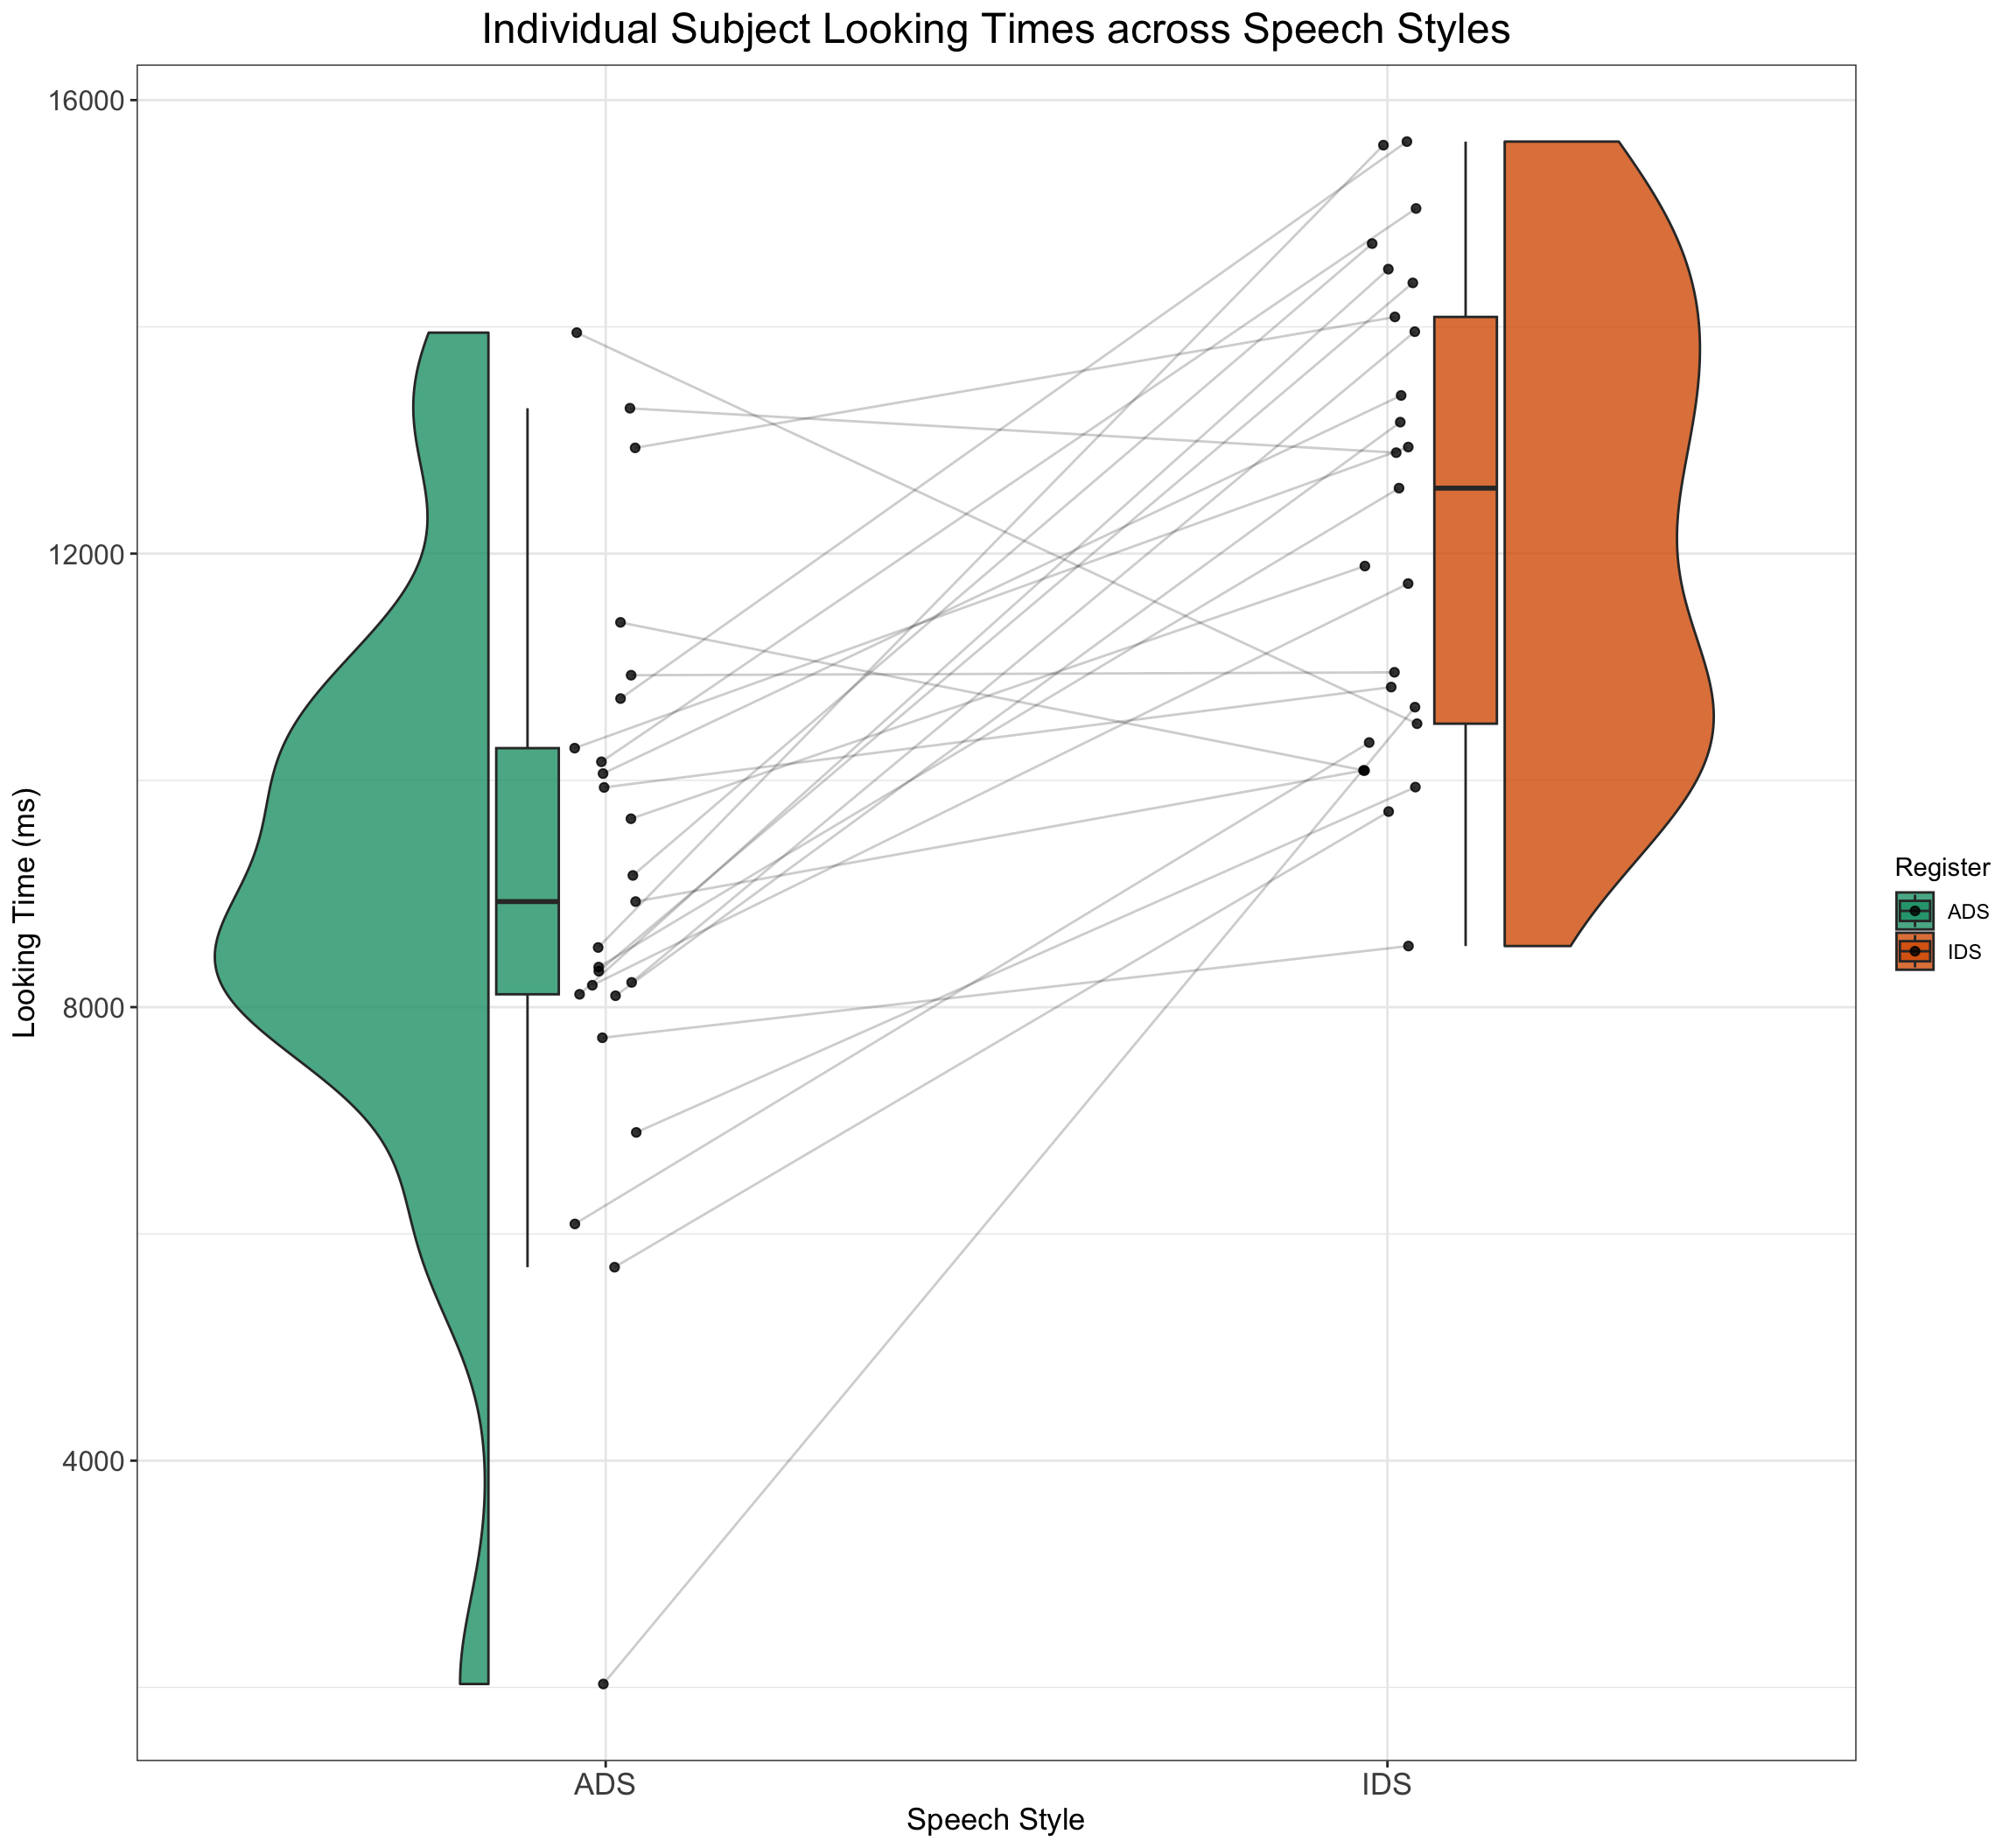 Individual Subject Looking Times across Speech Styles
16000
12000
8000
4000
Looking Time (ms)
ADS
IDS
Speech Style
Register
ADS
IDS